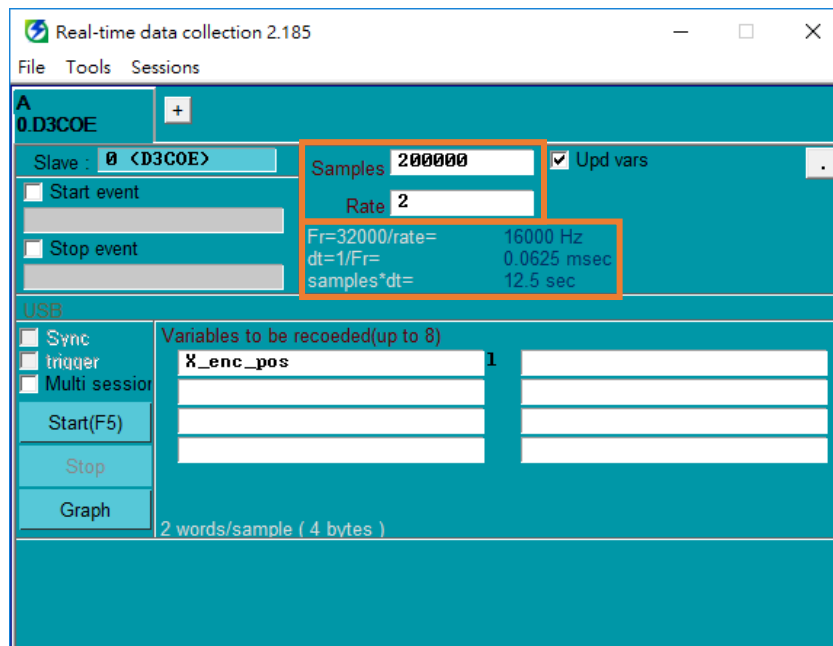 Real-time data collection 2.185
File Tools Sessions
A
0.D3COE
+
Slave : 0 <D3COE>
Samples 200000
Upd vars
.
Start event
Rate 2
Stop event
Fr=32000/rate= 16000 Hz
dt=1/Fr= 0.0625 msec
samples*dt= 12.5 sec
USB
Sync
trigger
Multi session
Variables to be recoeded(up to 8)
X_enc_pos 1
Start(F5)
Stop
Graph
2 words/sample ( 4 bytes )